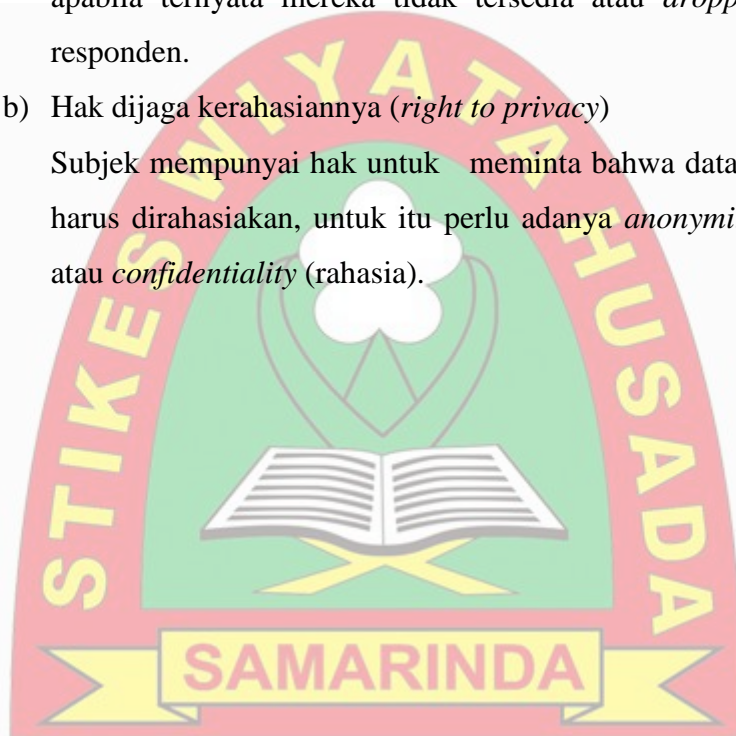 apabila ternyata mereka tidak tersedia atau
responden.
b) Hak dijaga kerahasiannya (right to privacy)
Subjek mempunyai hak untuk meminta bahwa data
harus dirahasiakan, untuk itu perlu adanya
atau confidentiality (rahasia).
STIKES WIYATA HUSADA
SAMARINDA